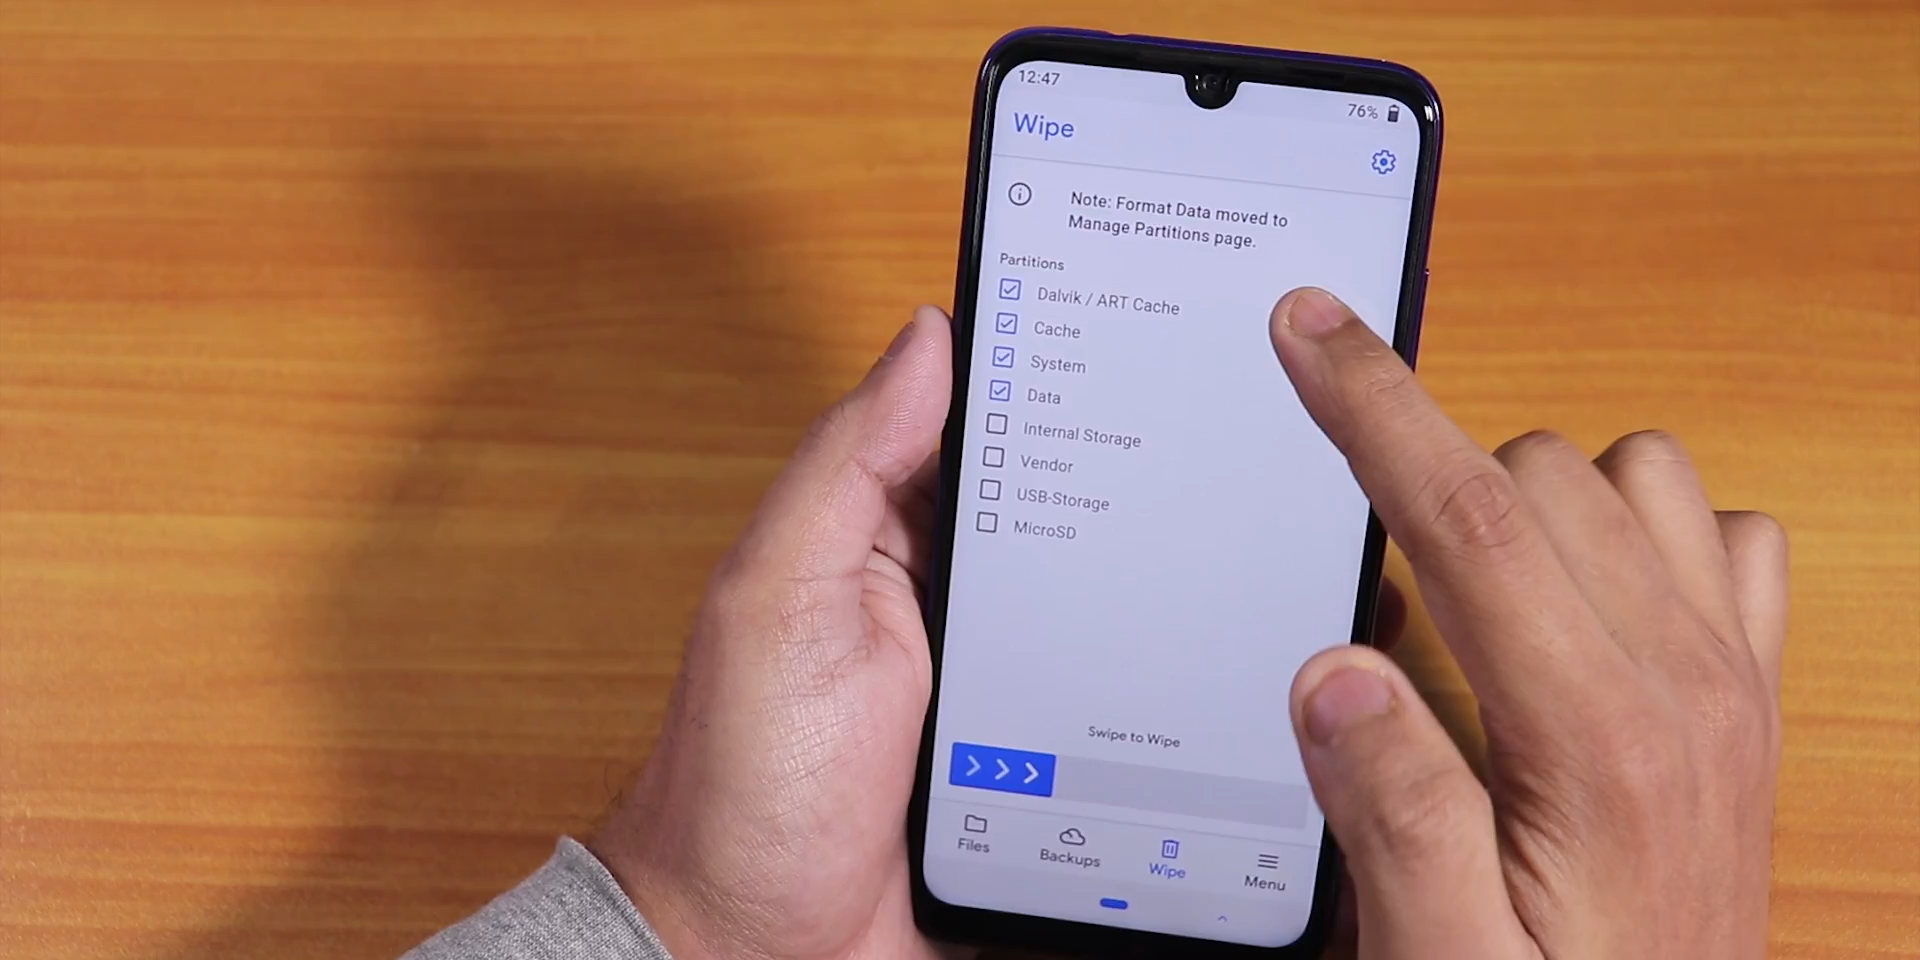 12:47
76%
Wipe
Note: Format Data moved to
Manage Partitions page.
Partitions
Dalvik / ART Cache
Cache
System
Data
Internal Storage
Vendor
USB-Storage
MicroSD
Swipe to Wipe
Files
Backups
Wipe
Menu